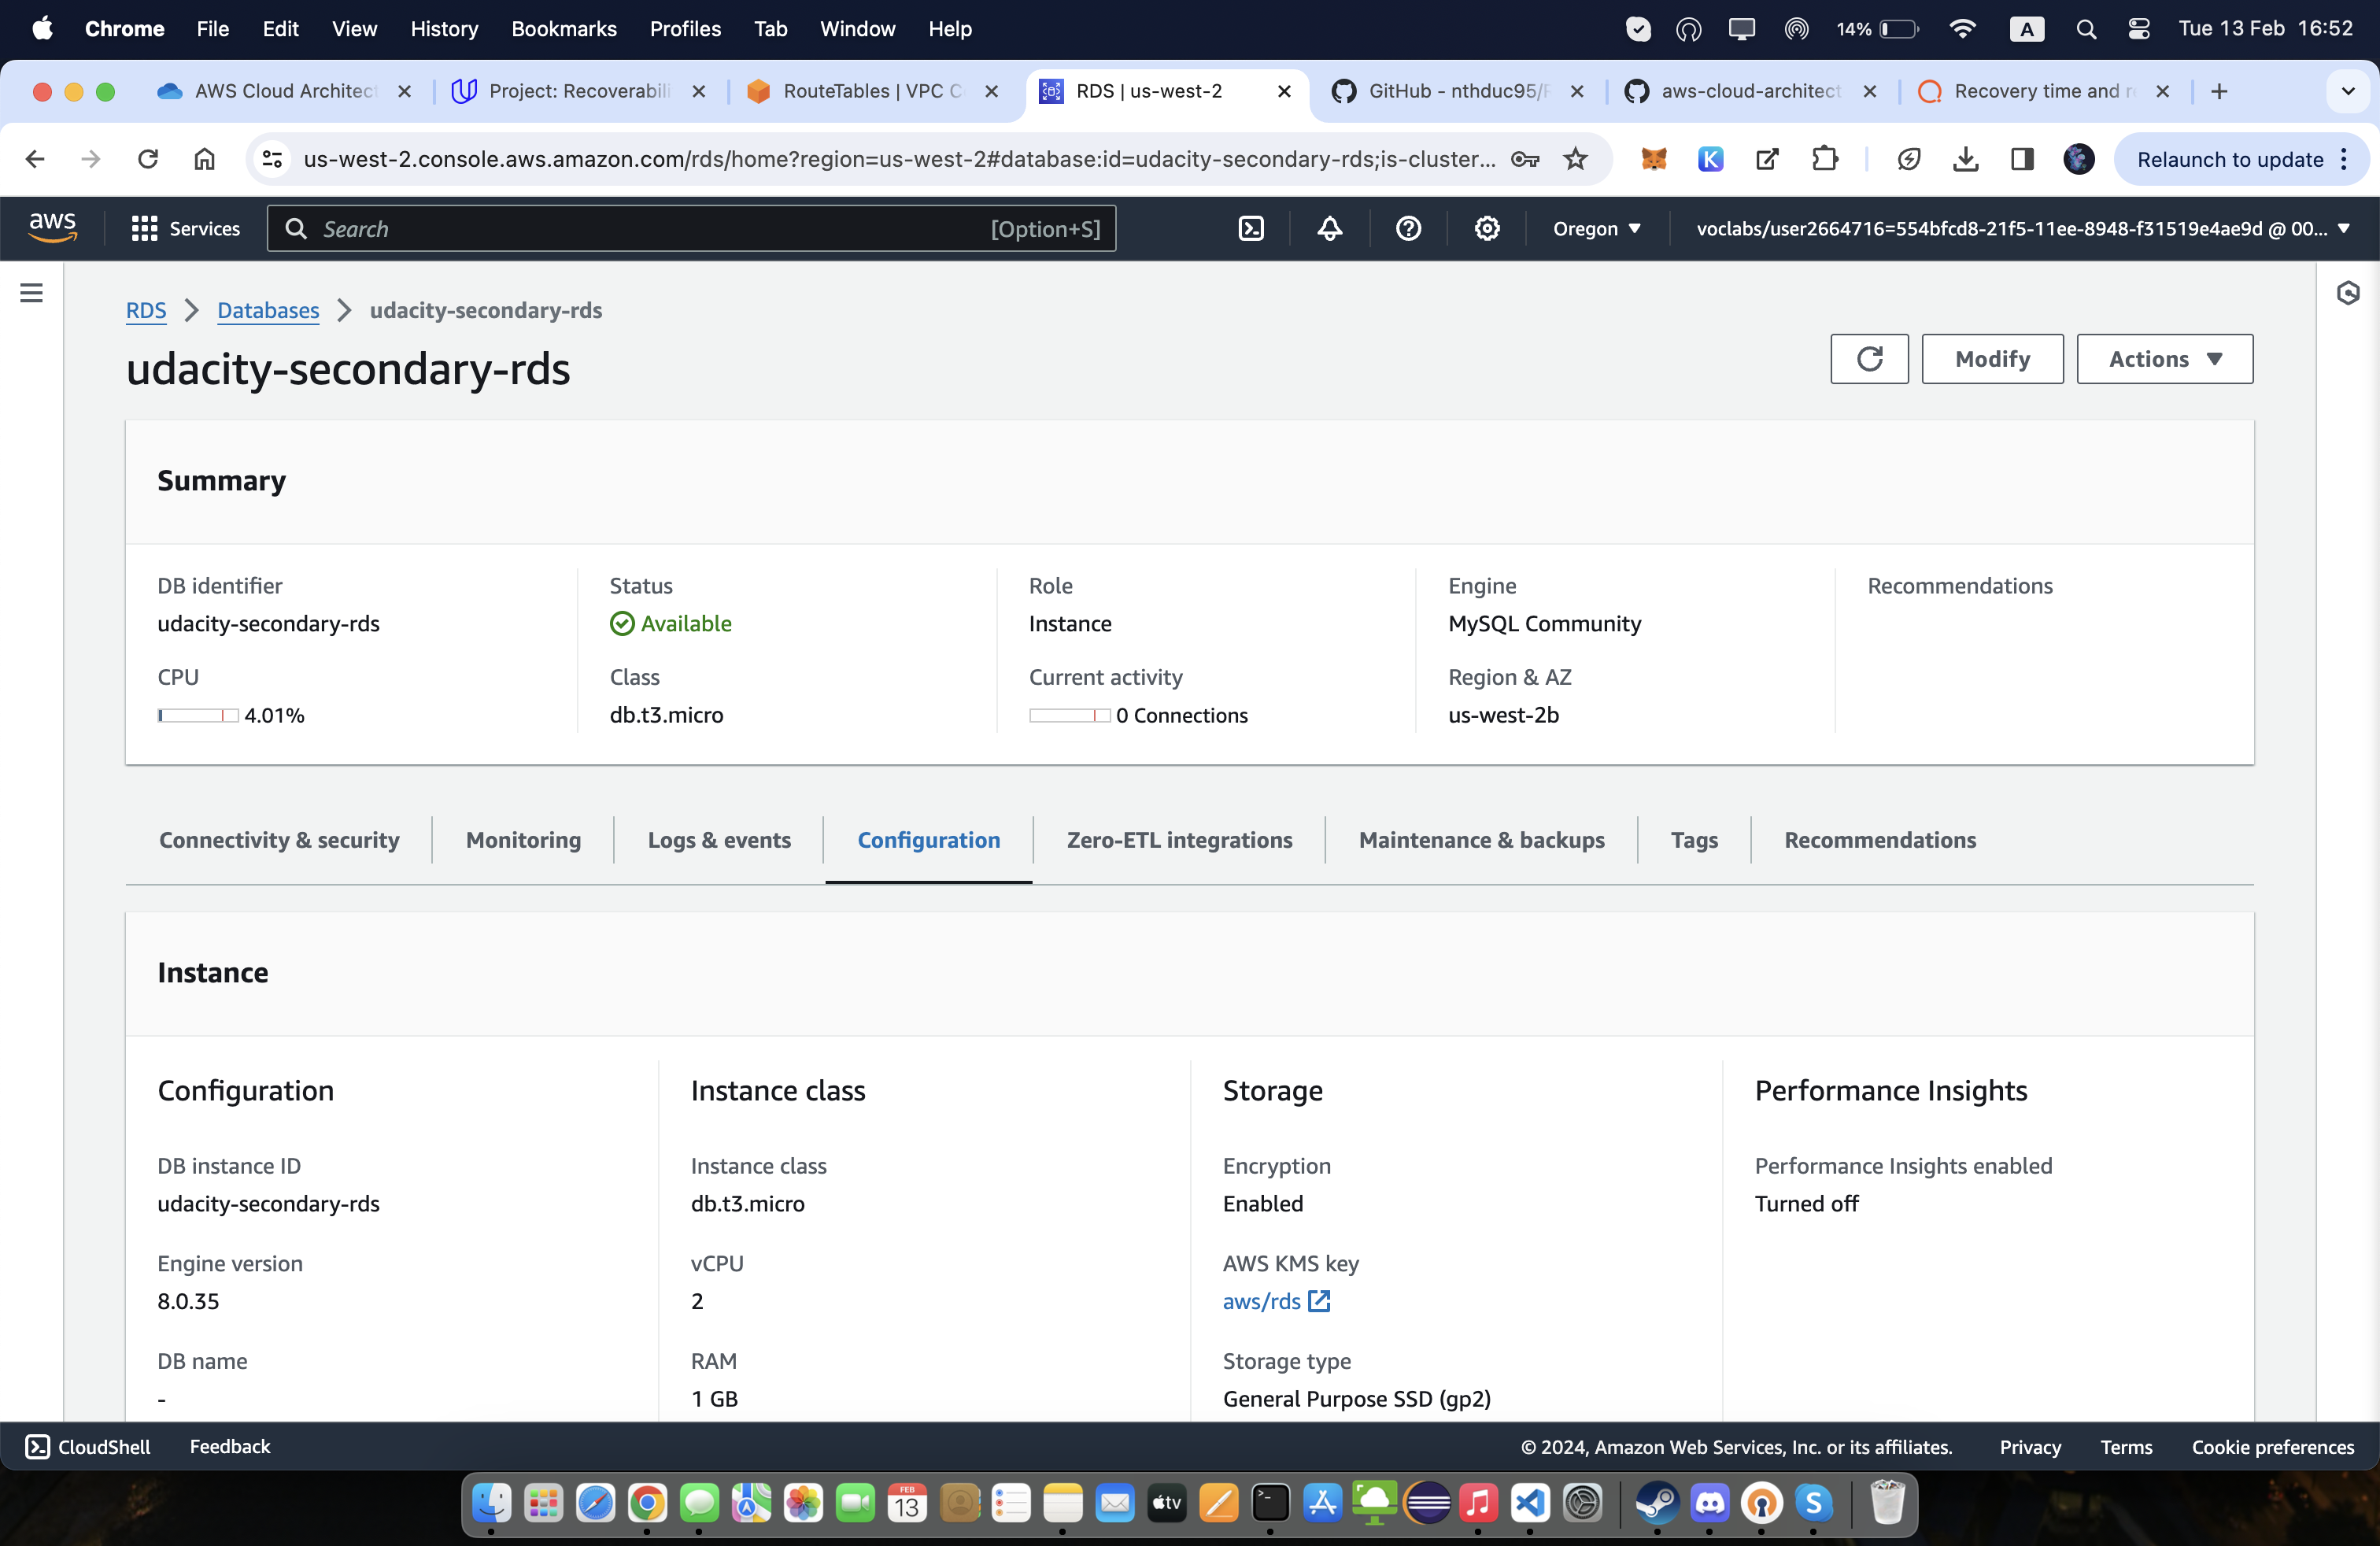 Chrome File Edit View History Bookmarks Profiles Tab Window Help 14% A Tue 13 Feb 16:52
AWS Cloud Architect Project: Recoverabili RouteTables | VPC C RDS | us-west-2 GitHub - nthduc95/ aws-cloud-architect Recovery time and r
us-west-2.console.aws.amazon.com/rds/home?region=us-west-2#database:id=udacity-secondary-rds;is-cluster... K Relaunch to update
aws Services Search [Option+S] Oregon voclabs/user2664716=554bfcd8-21f5-11ee-8948-f31519e4ae9d @ 00...
RDS Databases udacity-secondary-rds
udacity-secondary-rds
Modify Actions
Summary
DB identifier Status Role Engine Recommendations
udacity-secondary-rds Available Instance MySQL Community
CPU Class Current activity Region & AZ
4.01% db.t3.micro 0 Connections us-west-2b
Connectivity & security Monitoring Logs & events Configuration Zero-ETL integrations Maintenance & backups Tags Recommendations
Instance
Configuration Instance class Storage Performance Insights
DB instance ID Instance class Encryption Performance Insights enabled
udacity-secondary-rds db.t3.micro Enabled Turned off
Engine version vCPU AWS KMS key
8.0.35 2 aws/rds
DB name RAM Storage type
- 1 GB General Purpose SSD (gp2)
CloudShell Feedback © 2024, Amazon Web Services, Inc. or its affiliates. Privacy Terms Cookie preferences
FEB
13
tv
S